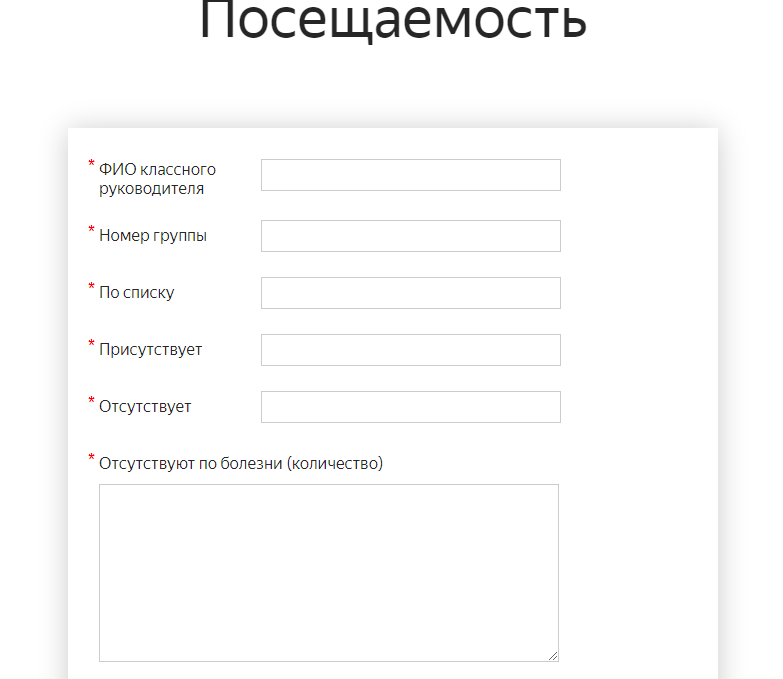 Посещаемость
* ФИО классного
руководителя
* Номер группы
* По списку
* Присутствует
* Отсутствует
* Отсутствуют по болезни (количество)